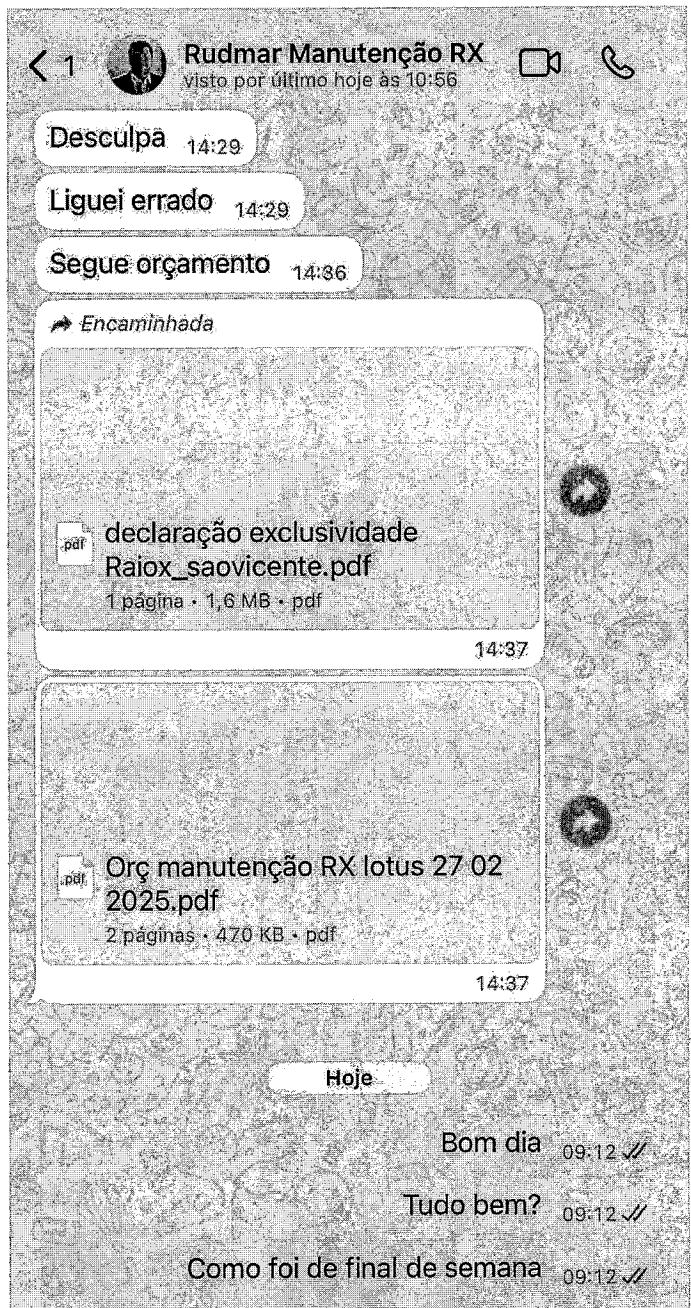 1 Rudmar Manutenção RX
visto por último hoje às 10:56
Desculpa 14:29
Liguei errado 14:29
Segue orçamento 14:36
Encaminhada
declaração exclusividade
.pdf
Raiox_saovicente.pdf
1 página • 1,6 MB • pdf
14:37
Orç manutenção RX lotus 27 02
.pdf
2025.pdf
2 páginas • 470 KB • pdf
14:37
Hoje
Bom dia 09:12
Tudo bem? 09:12
Como foi de final de semana 09:12